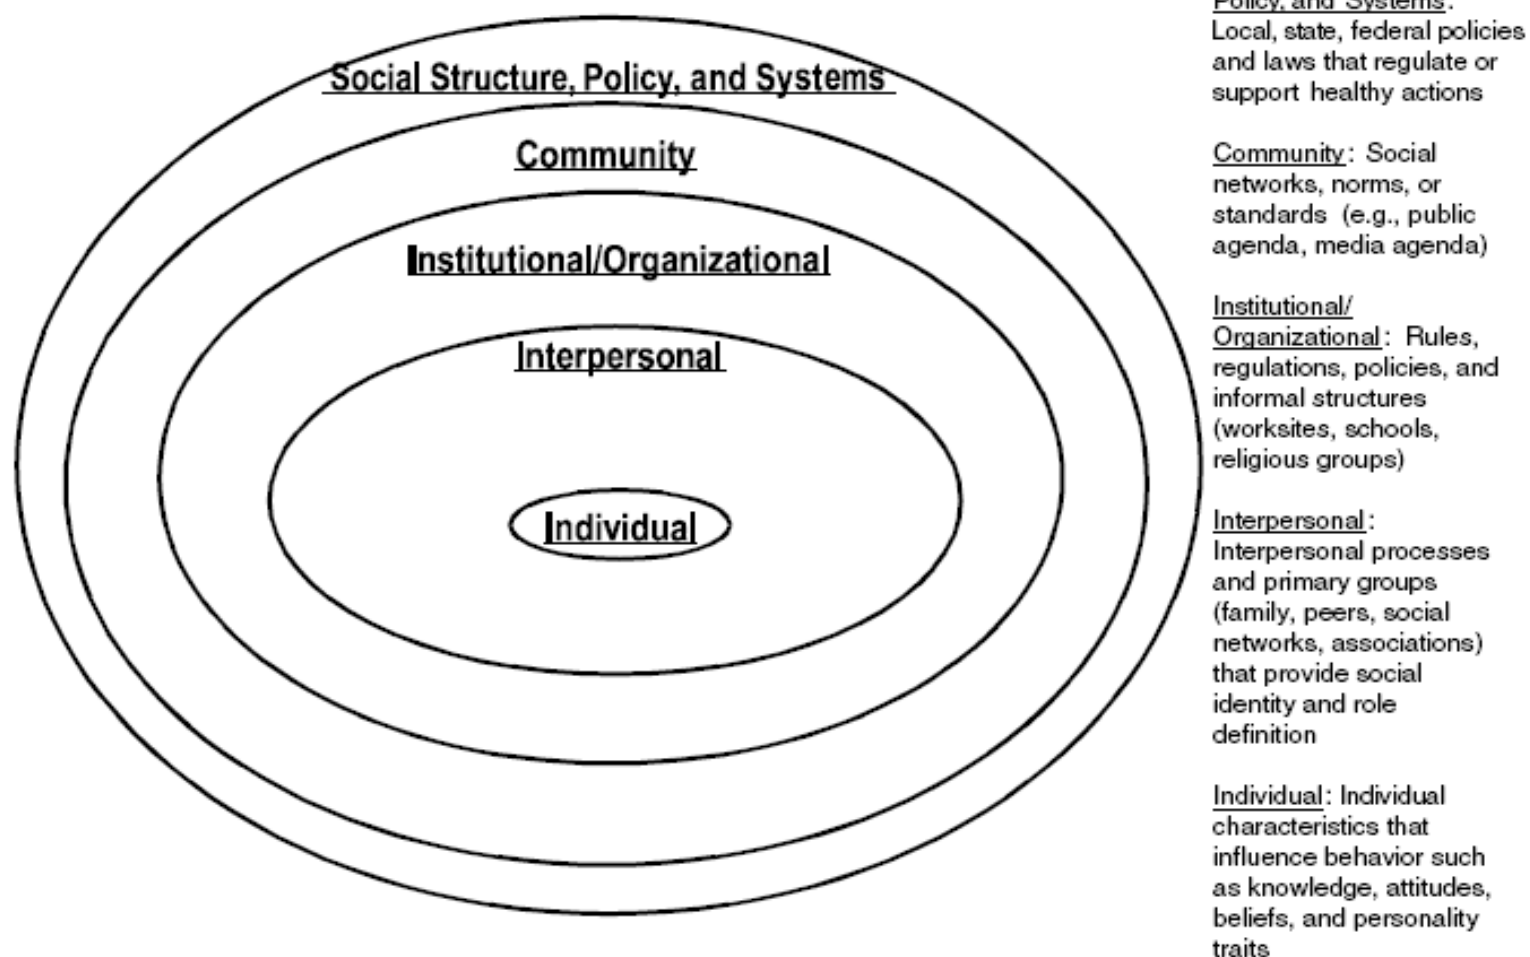 Social Structure, Policy, and Systems
Community
Institutional/Organizational
Interpersonal
Individual
Policy, and Systems:
Local, state, federal policies
and laws that regulate or
support healthy actions
Community: Social
networks, norms, or
standards (e.g., public
agenda, media agenda)
Institutional/
Organizational: Rules,
regulations, policies, and
informal structures
(worksites, schools,
religious groups)
Interpersonal:
Interpersonal processes
and primary groups
(family, peers, social
networks, associations)
that provide social
identity and role
definition
Individual: Individual
characteristics that
influence behavior such
as knowledge, attitudes,
beliefs, and personality
traits